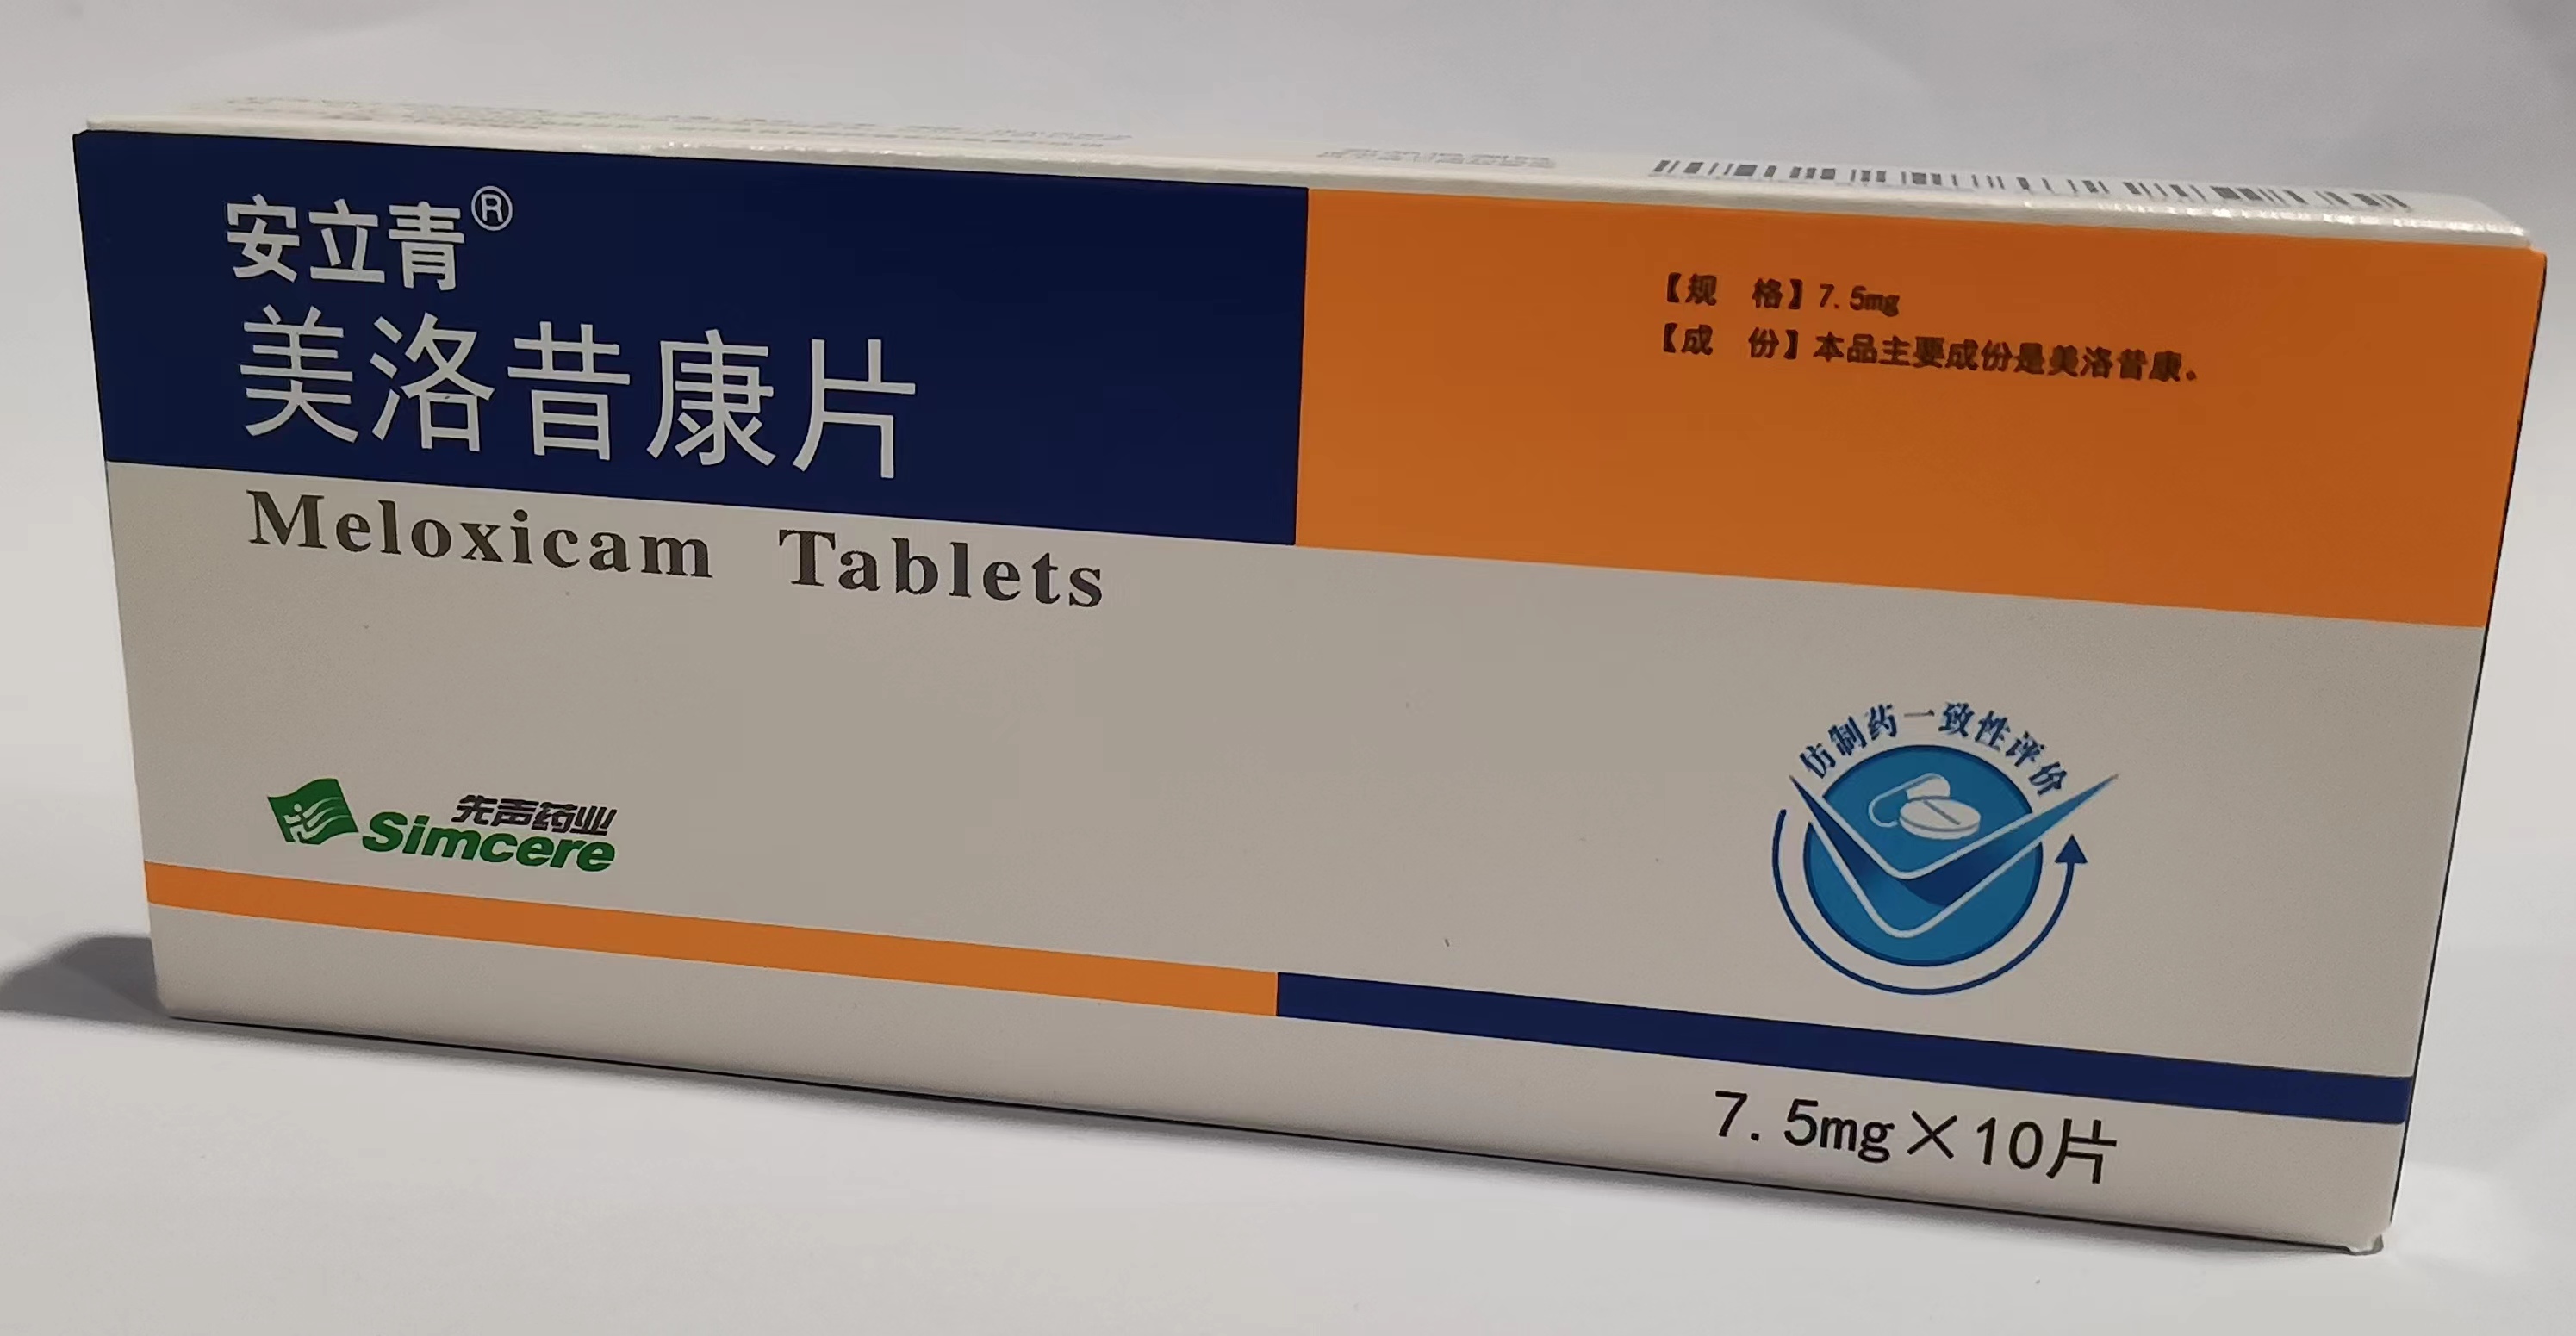 安立青®
美洛昔康片
Meloxicam Tablets
【规 格】7.5mg
【成 份】本品主要成份是美洛昔康。
仿制药一致性评价
先声药业
Simcere
7.5mg×10片